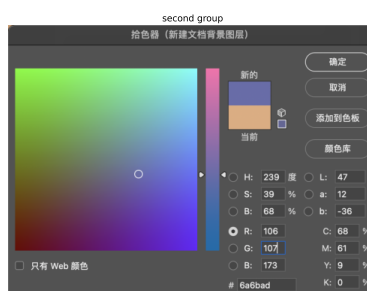 second group
拾色器（新建文档背景图层）
新的
当前
确定
取消
添加到色板
颜色库
H: 239 度 L: 47
S: 39 % a: 12
B: 68 % b: -36
R: 106 C: 68 %
G: 107 M: 61 %
B: 173 Y: 9 %
# 6a6bad K: 0 %
只有 Web 颜色